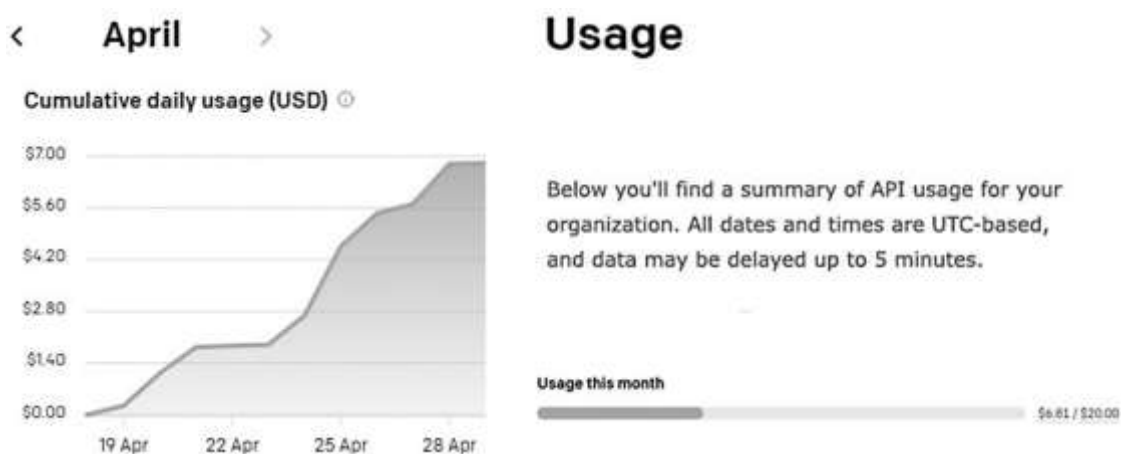 April
Cumulative daily usage (USD)
$7.00
$5.60
$4.20
$2.80
$1.40
$0.00
19 Apr 22 Apr 25 Apr 28 Apr
Usage
Below you'll find a summary of API usage for your
organization. All dates and times are UTC-based,
and data may be delayed up to 5 minutes.
Usage this month
$6.81 / $20.00